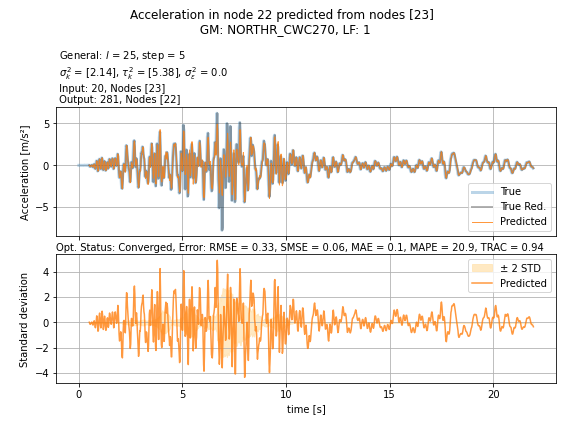 Acceleration in node 22 predicted from nodes [23]
GM: NORTHR_CWC270, LF: 1
General: l = 25, step = 5
σ²ₖ = [2.14], τ²ₖ = [5.38], σ²ₑ = 0.0
Input: 20, Nodes [23]
Output: 281, Nodes [22]
Acceleration [m/s²]
5
0
−5
True
True Red.
Predicted
Opt. Status: Converged, Error: RMSE = 0.33, SMSE = 0.06, MAE = 0.1, MAPE = 20.9, TRAC = 0.94
Standard deviation
4
2
0
−2
−4
± 2 STD
Predicted
0 5 10 15 20
time [s]